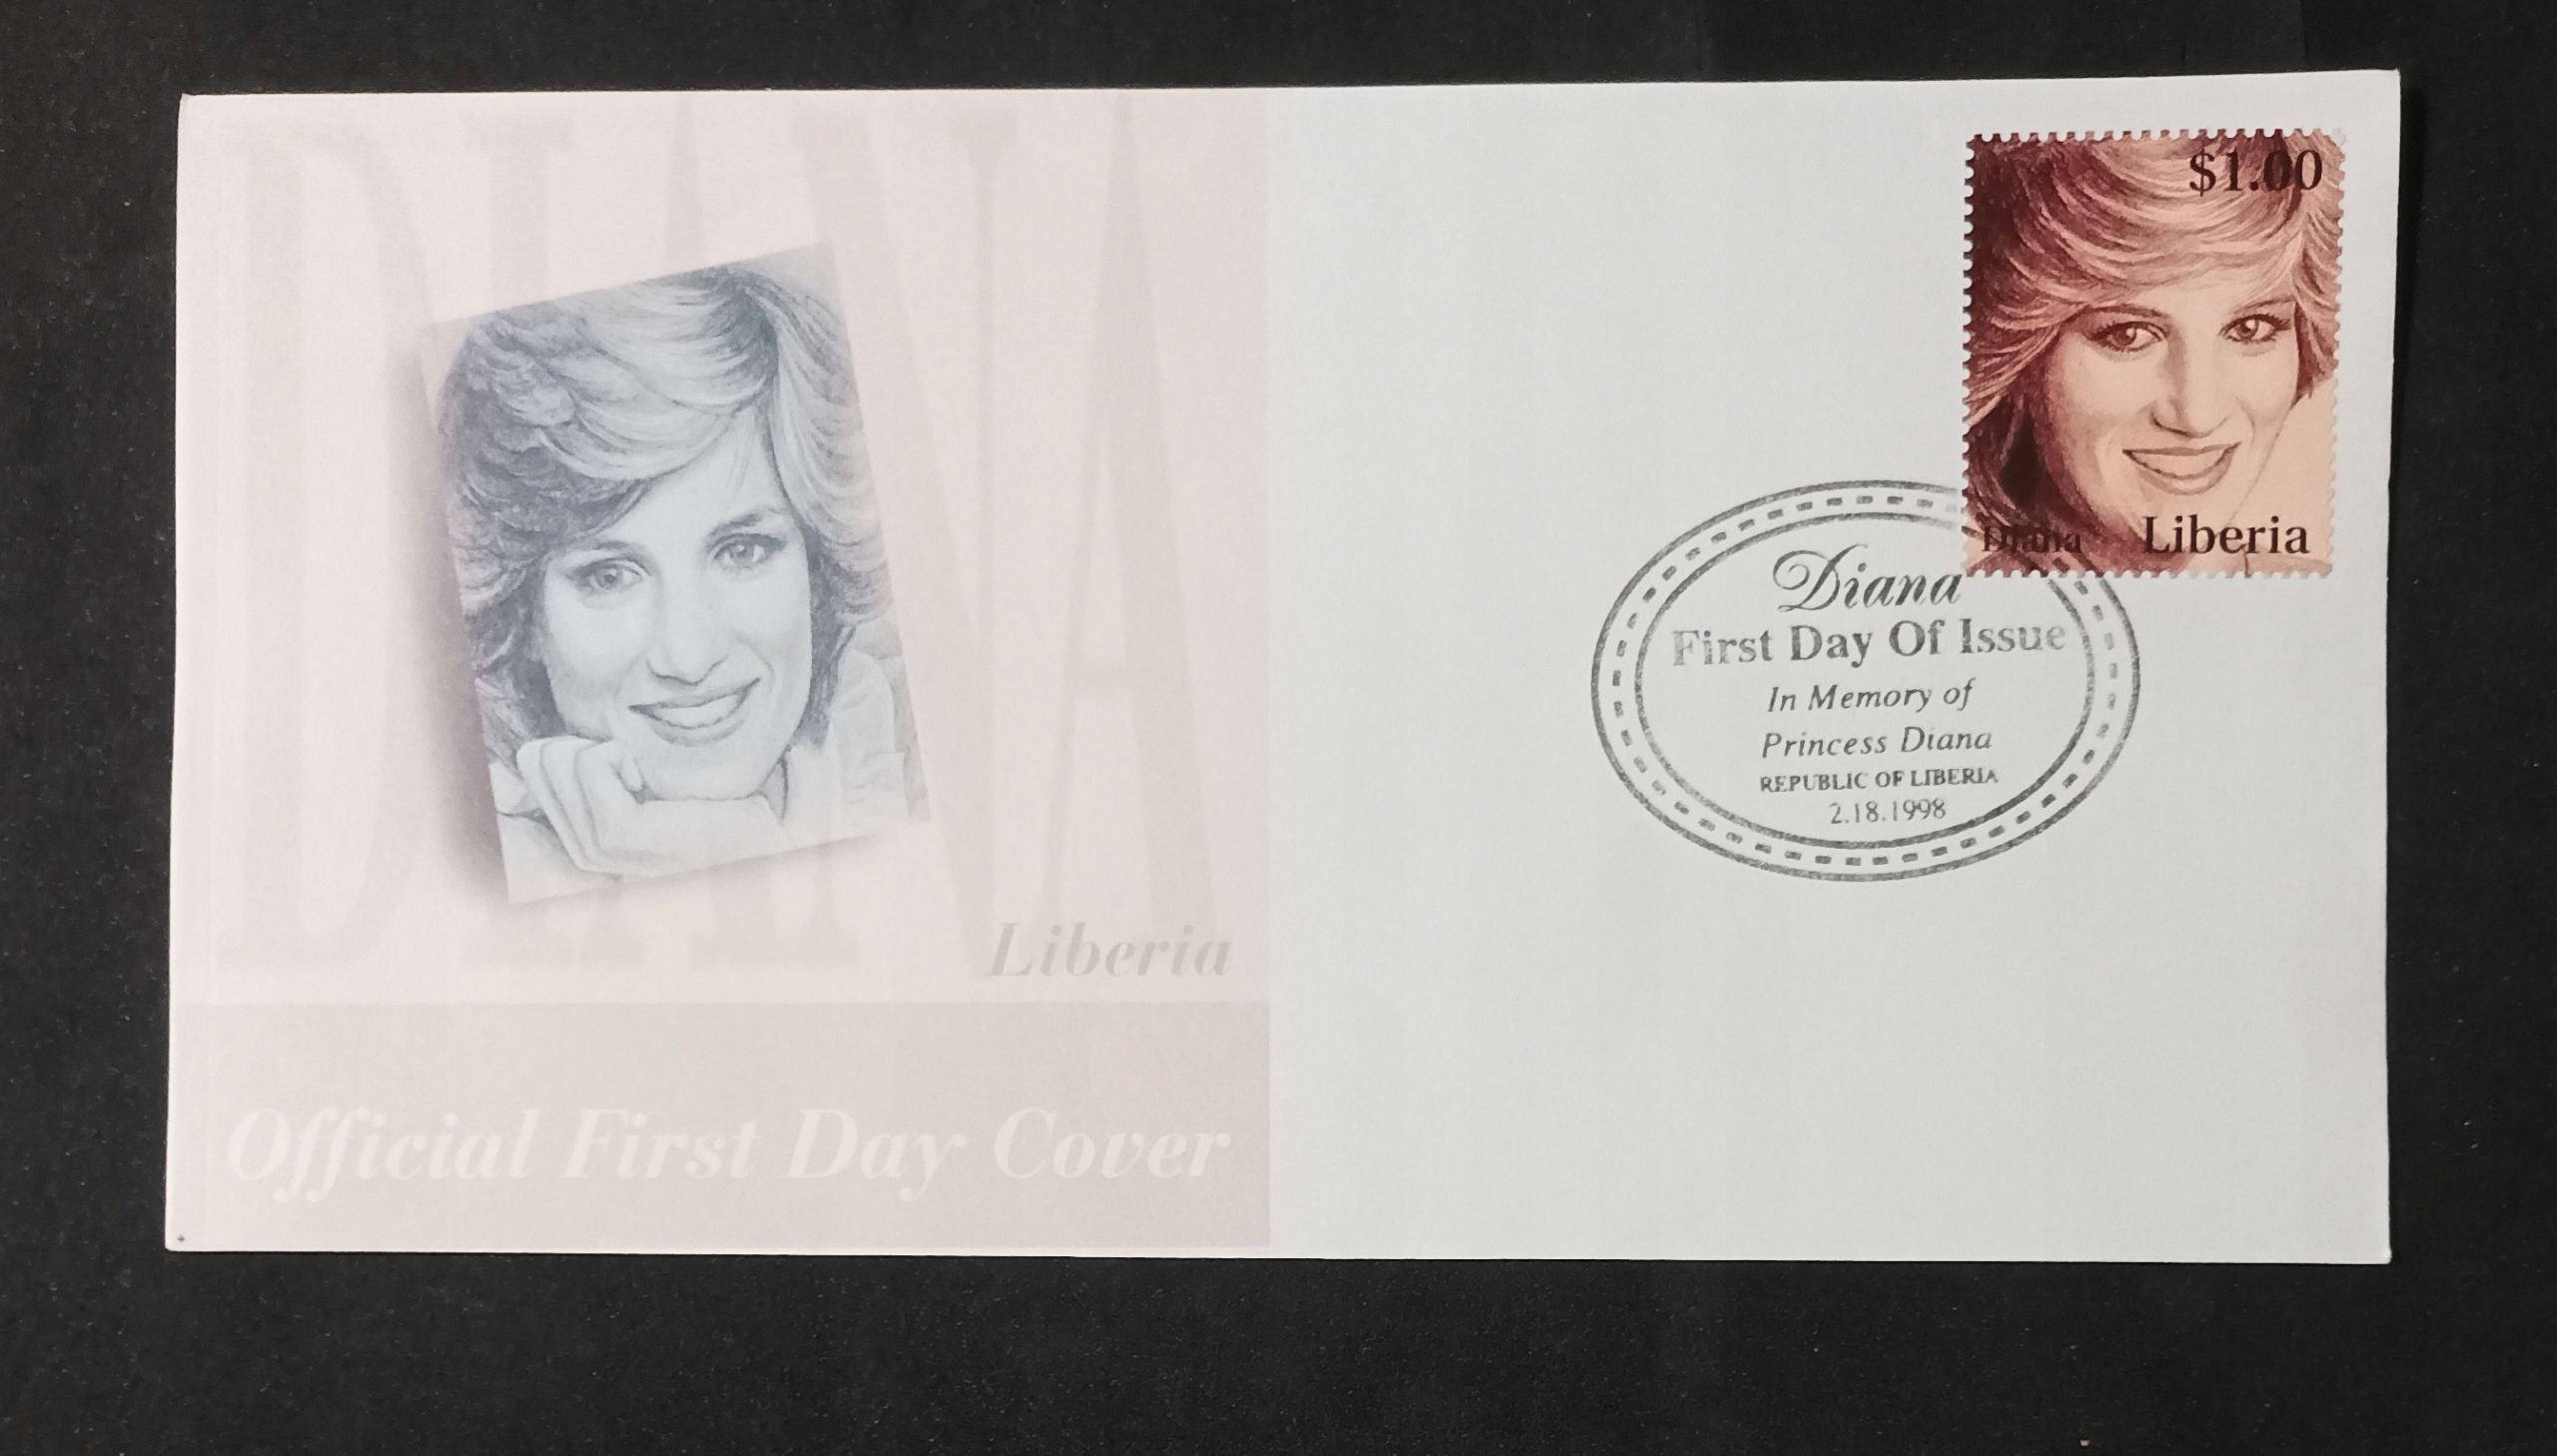 DIANA
Liberia
Official First Day Cover
$1.00
Diana
Liberia
Diana
First Day Of Issue
In Memory of
Princess Diana
REPUBLIC OF LIBERIA
2.18.1998